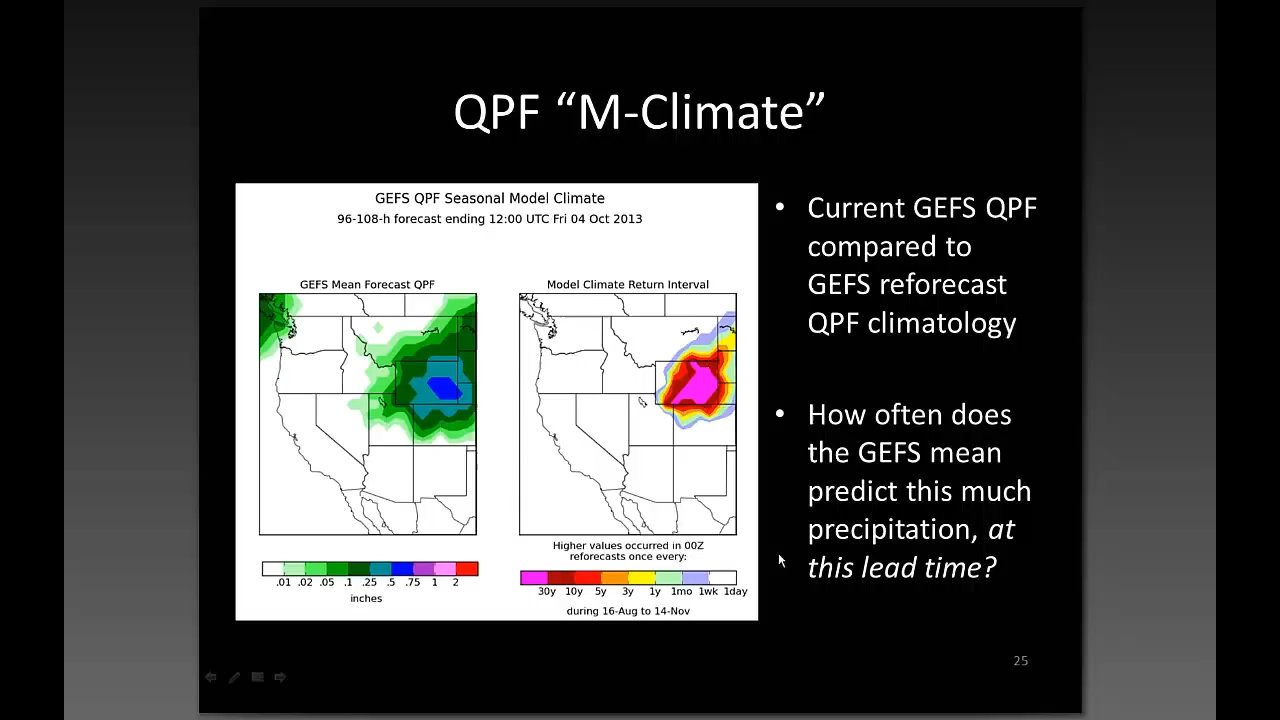 QPF “M-Climate”
GEFS QPF Seasonal Model Climate
96-108-h forecast ending 12:00 UTC Fri 04 Oct 2013
GEFS Mean Forecast QPF
.01 .02 .05 .1 .25 .5 .75 1 2
inches
Model Climate Return Interval
Higher values occurred in 00Z
reforecasts once every:
30y 10y 5y 3y 1y 1mo 1wk 1day
during 16-Aug to 14-Nov
• Current GEFS QPF
compared to
GEFS reforecast
QPF climatology
• How often does
the GEFS mean
predict this much
precipitation, at
this lead time?
25